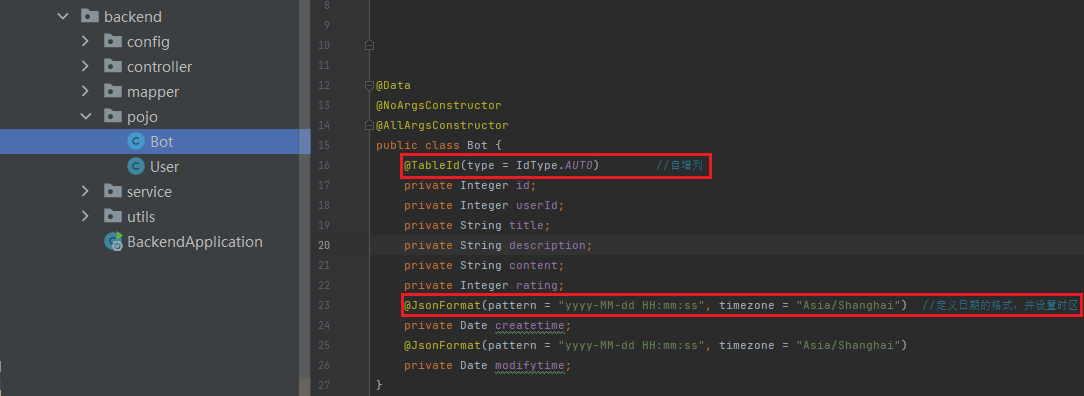 backend
config
controller
mapper
pojo
Bot
User
service
utils
BackendApplication
8
9
10
11
12 @Data
13 @NoArgsConstructor
14 @AllArgsConstructor
15 public class Bot {
16 @TableId(type = IdType.AUTO) //自增列
17 private Integer id;
18 private Integer userId;
19 private String title;
20 private String description;
21 private String content;
22 private Integer rating;
23 @JsonFormat(pattern = "yyyy-MM-dd HH:mm:ss", timezone = "Asia/Shanghai") //定义日期的格式，并设置时区
24 private Date createtime;
25 @JsonFormat(pattern = "yyyy-MM-dd HH:mm:ss", timezone = "Asia/Shanghai")
26 private Date modifytime;
27 }